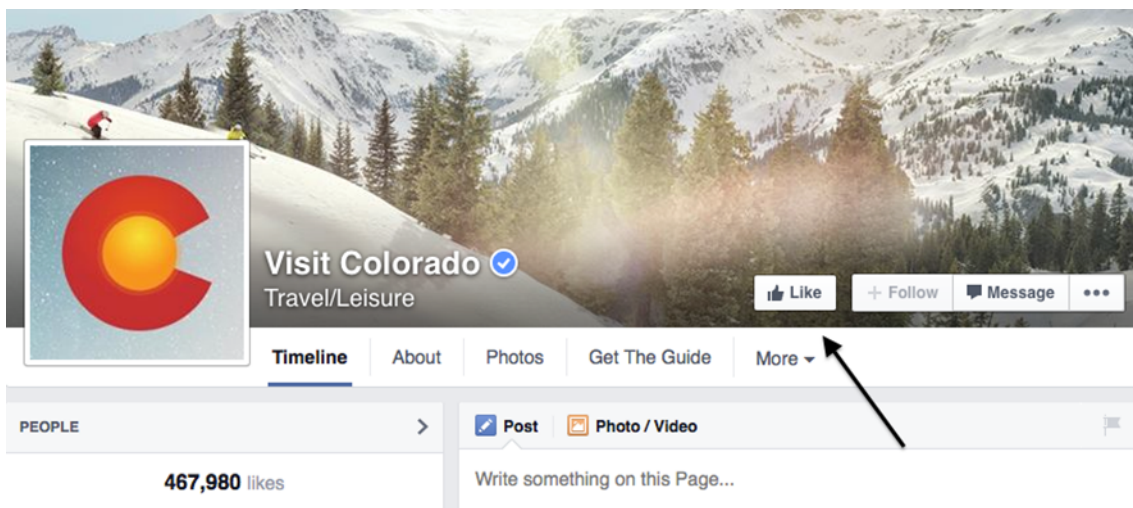 Visit Colorado
Travel/Leisure
Like
+ Follow
Message
Timeline
About
Photos
Get The Guide
More
PEOPLE
467,980 likes
Post
Photo / Video
Write something on this Page...